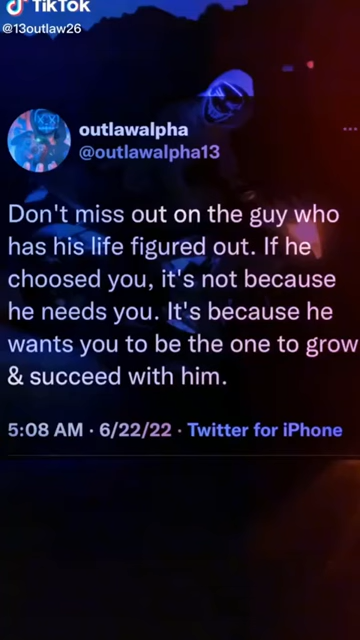 TikTok
@13outlaw26
outlawalpha
@outlawalpha13
Don't miss out on the guy who
has his life figured out. If he
choosed you, it's not because
he needs you. It's because he
wants you to be the one to grow
& succeed with him.
5:08 AM · 6/22/22 · Twitter for iPhone